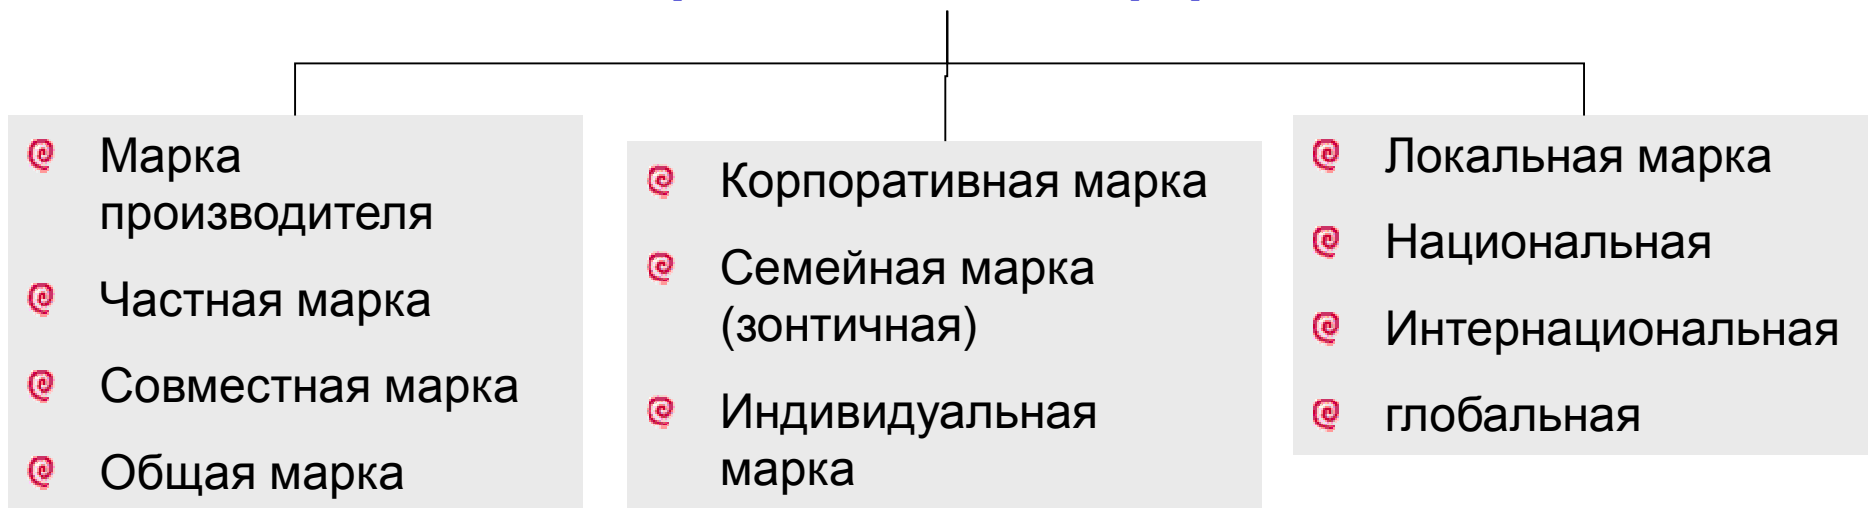 Марка
производителя
Частная марка
Совместная марка
Общая марка
Корпоративная марка
Семейная марка
(зонтичная)
Индивидуальная
марка
Локальная марка
Национальная
Интернациональная
глобальная